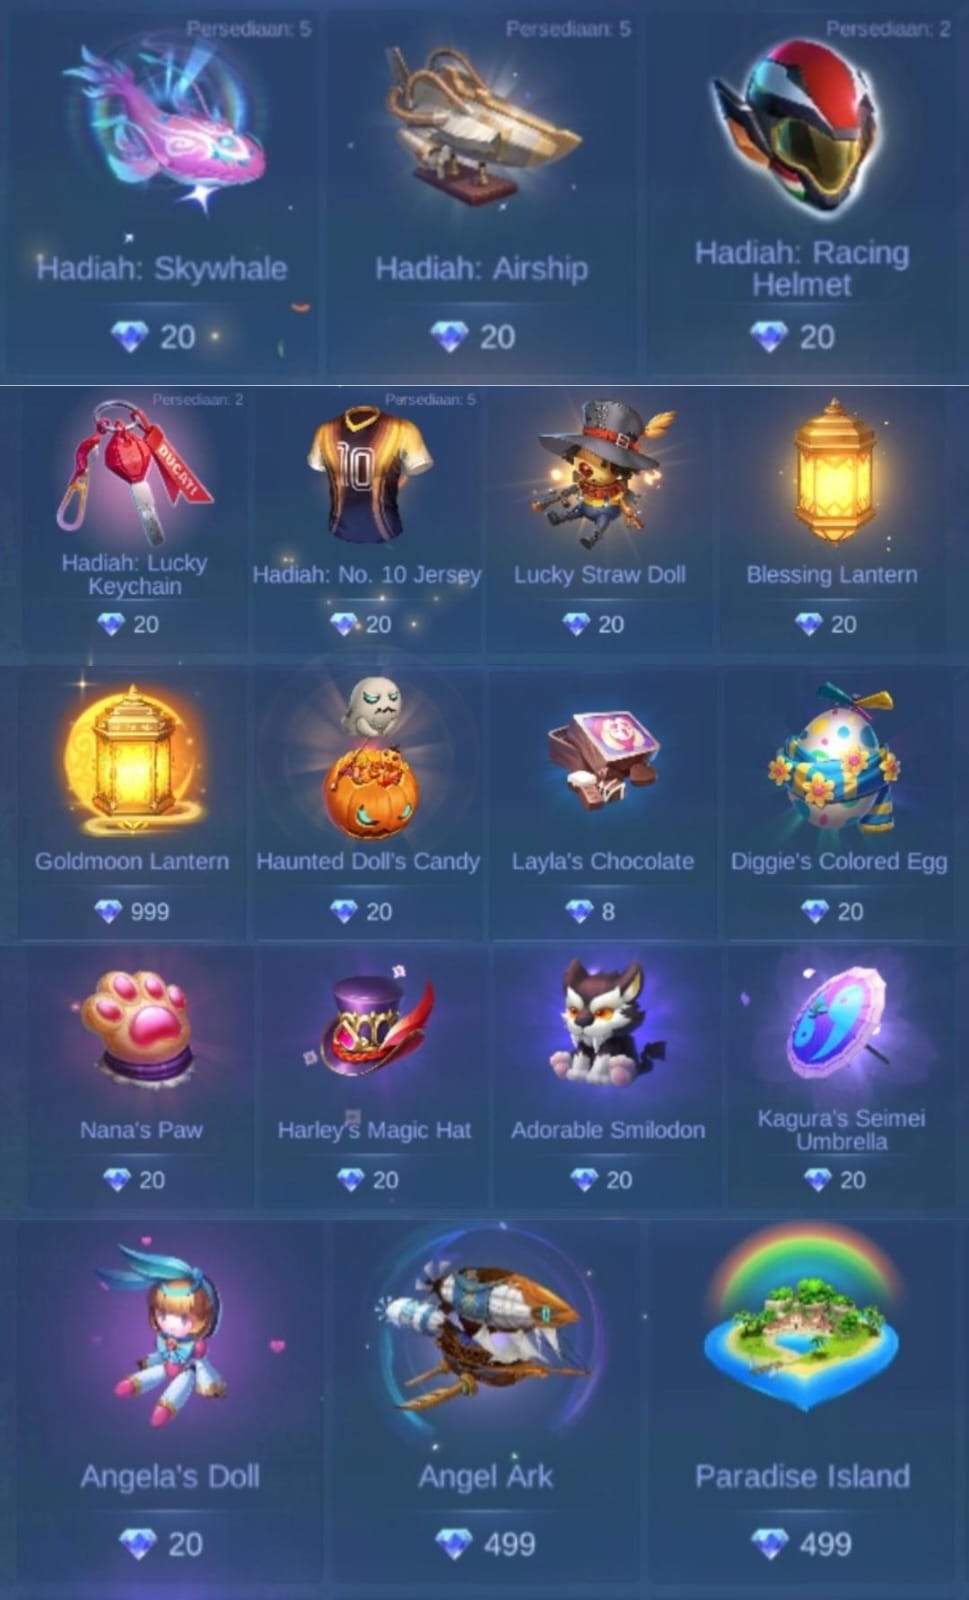 Persediaan: 5
Persediaan: 5
Persediaan: 2
Hadiah: Skywhale
Hadiah: Airship
Hadiah: Racing
Helmet
20
20
20
Persediaan: 2
Persediaan: 5
DUCATI
10
Hadiah: Lucky
Keychain
Hadiah: No. 10 Jersey
Lucky Straw Doll
Blessing Lantern
20
20
20
20
Goldmoon Lantern
Haunted Doll's Candy
Layla's Chocolate
Diggie's Colored Egg
999
20
8
20
Nana's Paw
Harley's Magic Hat
Adorable Smilodon
Kagura's Seimei
Umbrella
20
20
20
20
Angela's Doll
Angel Ark
Paradise Island
20
499
499